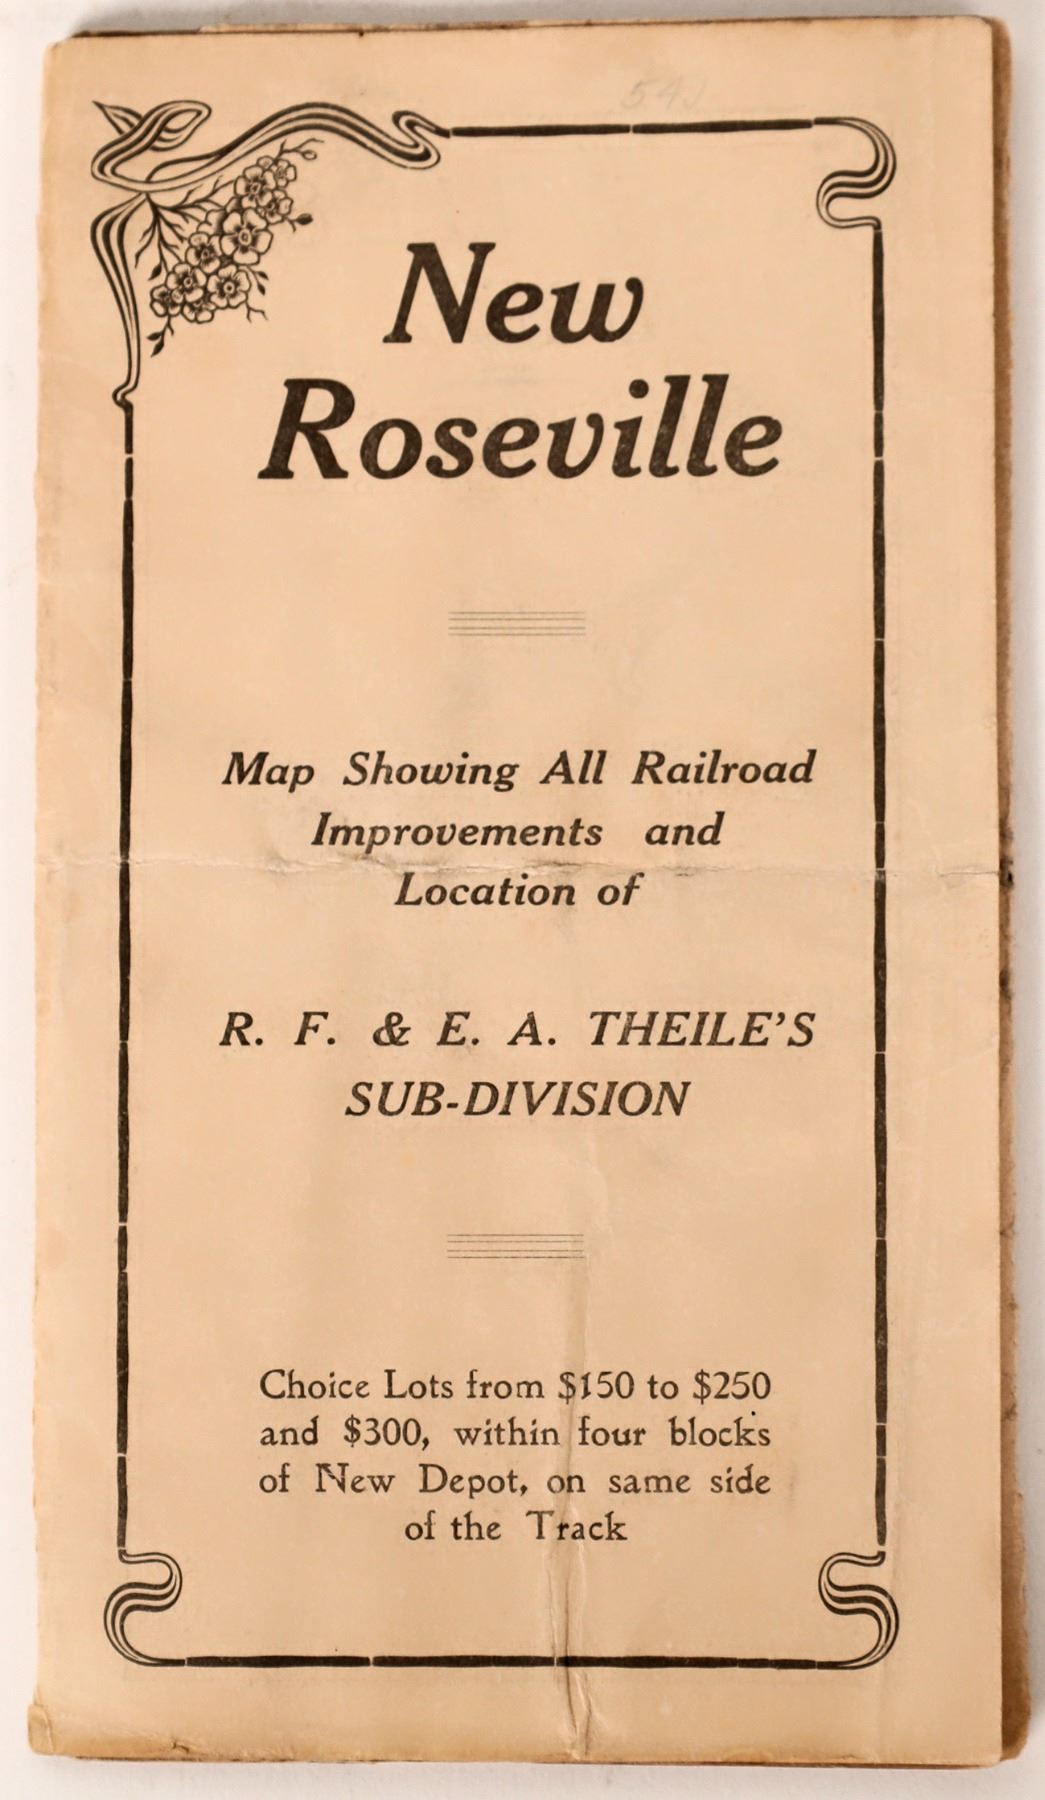 New
Roseville
Map Showing All Railroad
Improvements and
Location of
R. F. & E. A. THEILE'S
SUB-DIVISION
Choice Lots from $150 to $250
and $300, within four blocks
of New Depot, on same side
of the Track